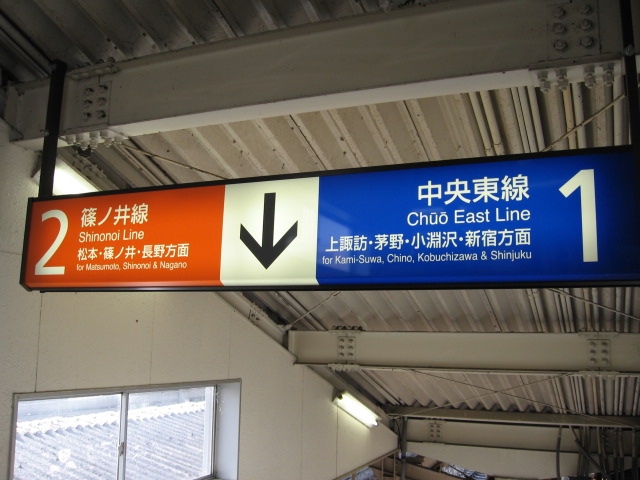 2
篠ノ井線
Shinonoi Line
松本・篠ノ井・長野方面
for Matsumoto, Shinonoi & Nagano
中央東線
Chūō East Line
上諏訪・茅野・小淵沢・新宿方面
for Kami-Suwa, Chino, Kobuchizawa & Shinjuku
1